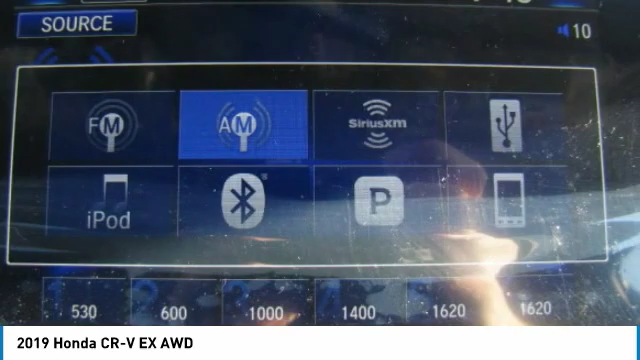 SOURCE
10
FM AM SiriusXM
iPod P
530 600 1000 1400 1620 1620
2019 Honda CR-V EX AWD